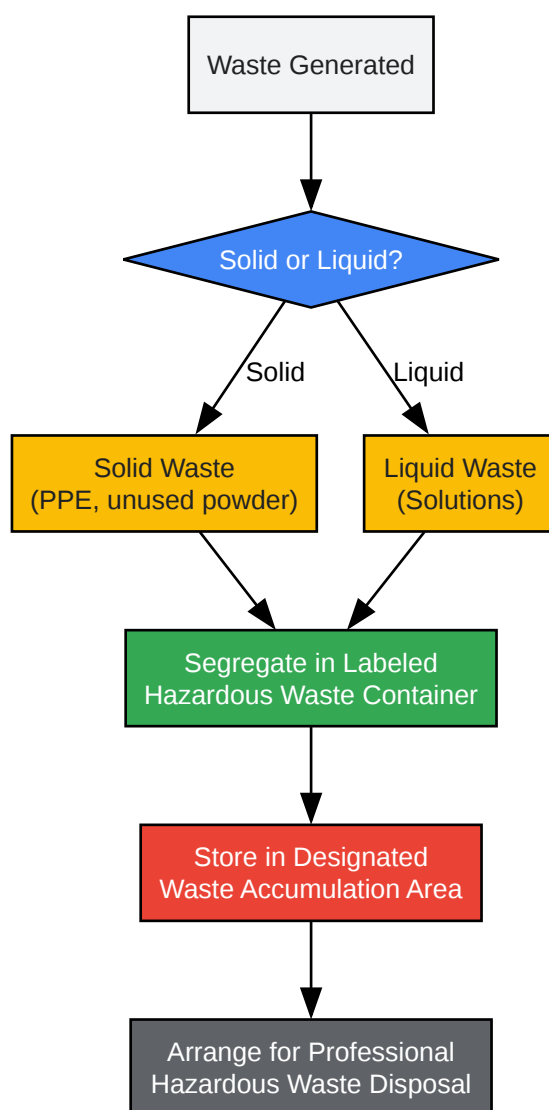 Waste Generated
Solid or Liquid?
Solid
Liquid
Solid Waste
(PPE, unused powder)
Liquid Waste
(Solutions)
Segregate in Labeled
Hazardous Waste Container
Store in Designated
Waste Accumulation Area
Arrange for Professional
Hazardous Waste Disposal